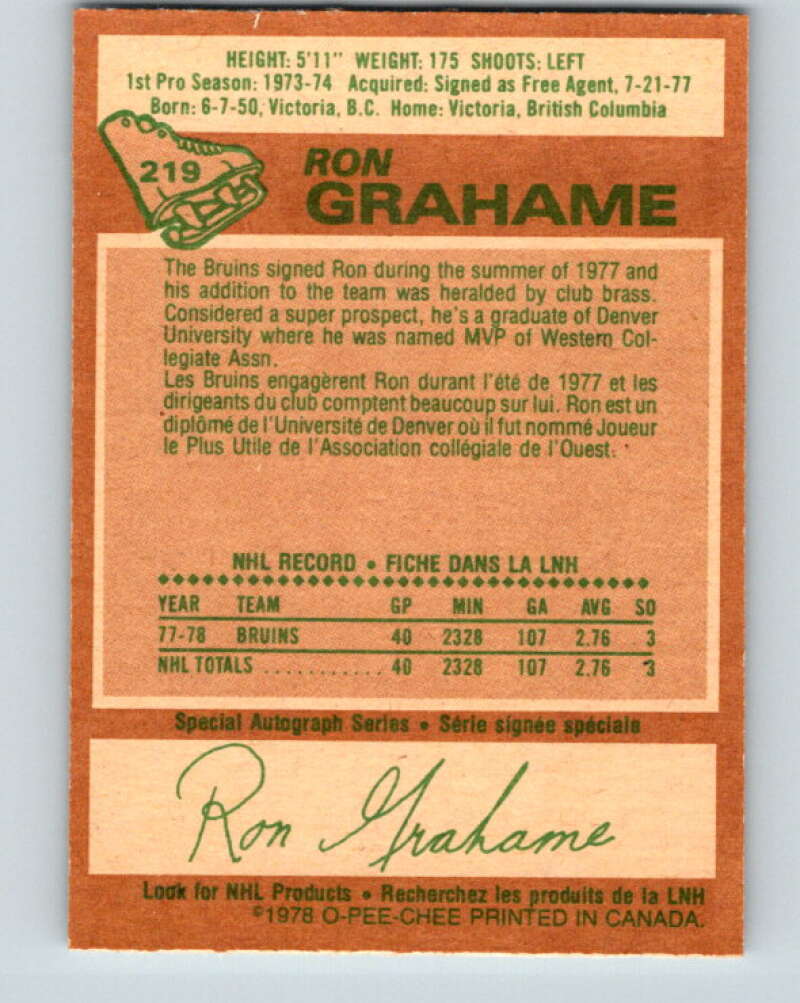 HEIGHT: 5'11" WEIGHT: 175 SHOOTS: LEFT
1st Pro Season: 1973-74 Acquired: Signed as Free Agent, 7-21-77
Born: 6-7-50, Victoria, B.C. Home: Victoria, British Columbia
219
RON
GRAHAME
The Bruins signed Ron during the summer of 1977 and
his addition to the team was heralded by club brass.
Considered a super prospect, he's a graduate of Denver
University where he was named MVP of Western Col-
legiate Assn.
Les Bruins engagèrent Ron durant l'été de 1977 et les
dirigeants du club comptent beaucoup sur lui. Ron est un
diplômé de l'Université de Denver où il fut nommé Joueur
le Plus Utile de l'Association collégiale de l'Ouest.
NHL RECORD • FICHE DANS LA LNH
YEAR TEAM GP MIN GA AVG SO
77-78 BRUINS 40 2328 107 2.76 3
NHL TOTALS ........... 40 2328 107 2.76 3
Special Autograph Series • Série signée spéciale
Ron Grahame
Look for NHL Products • Recherchez les produits de la LNH
©1978 O-PEE-CHEE PRINTED IN CANADA.